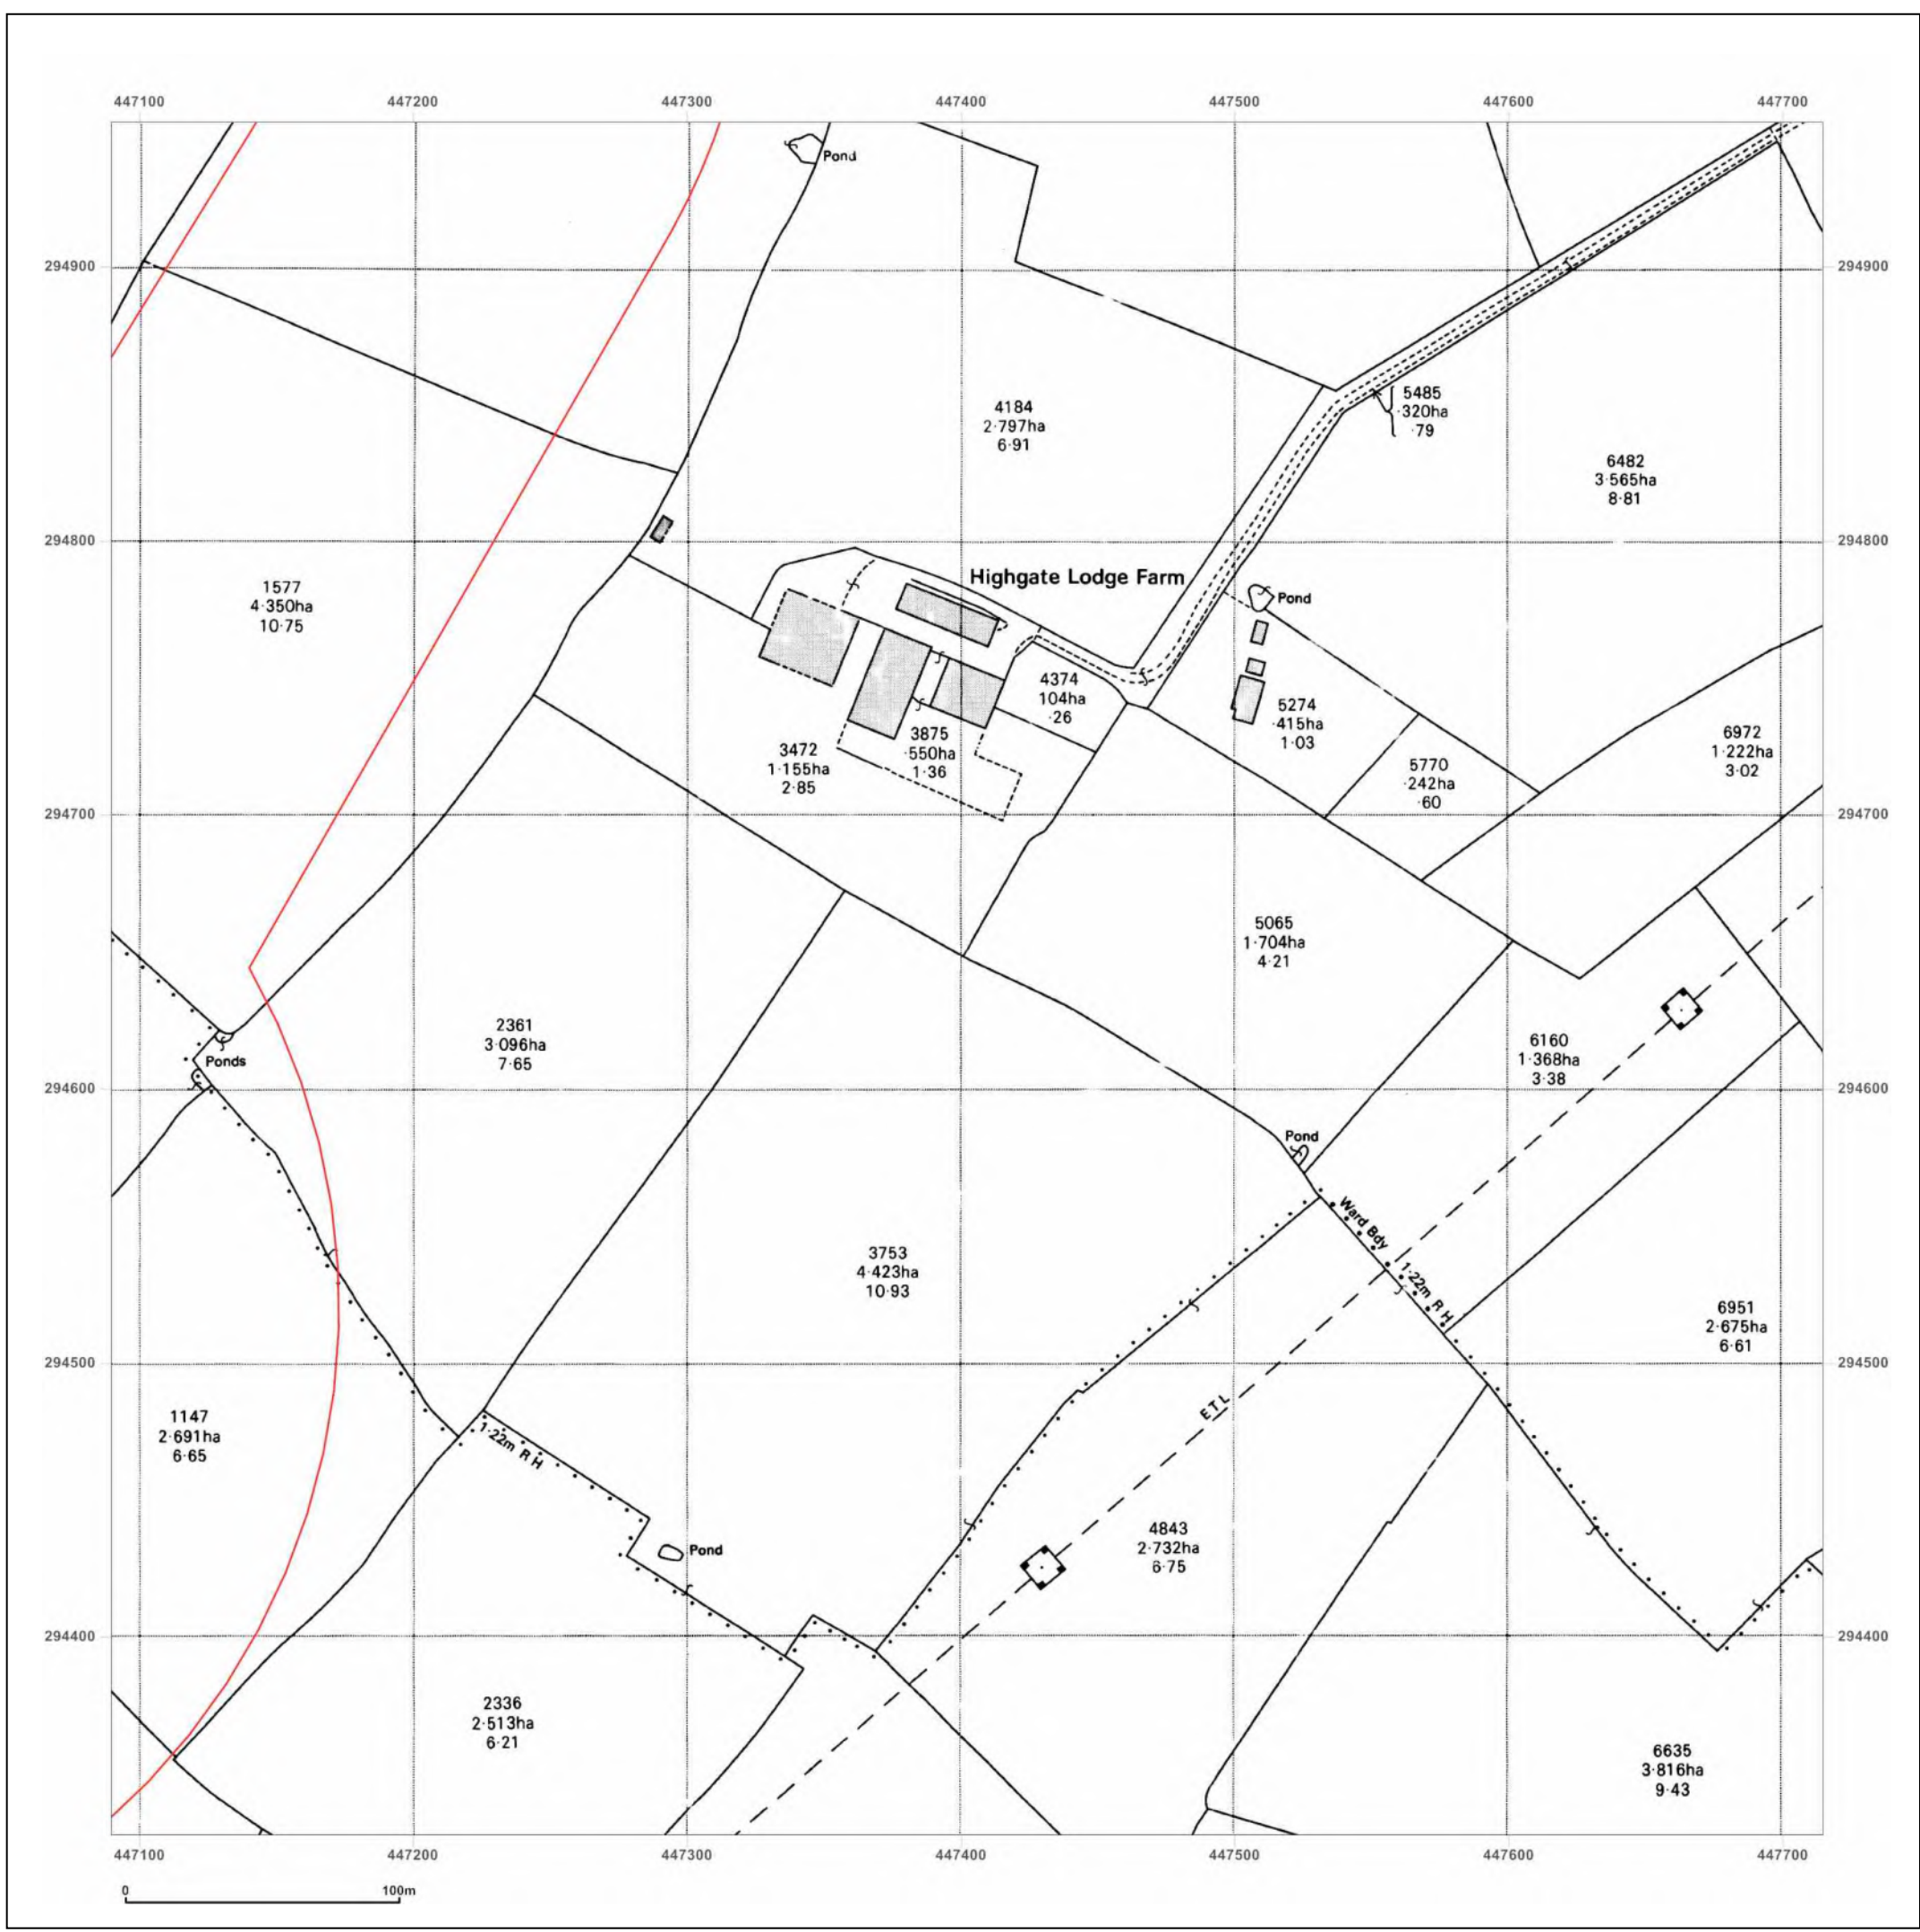 447100 447200 447300 447400 447500 447600 447700
Pond
294900 294900
4184
2·797ha
6·91
5485
·320ha
·79
6482
3·565ha
8·81
294800 294800
1577
4·350ha
10·75
Highgate Lodge Farm
Pond
4374
104ha
·26
5274
·415ha
1·03
3875
·550ha
1·36
3472
1·155ha
2·85
5770
·242ha
·60
6972
1·222ha
3·02
294700 294700
5065
1·704ha
4·21
2361
3·096ha
7·65
Ponds
6160
1·368ha
3·38
294600 294600
Pond
Ward Bdy
1·22m R H
3753
4·423ha
10·93
6951
2·675ha
6·61
294500 294500
E T L
1147
2·691ha
6·65
1·22m R H
Pond
4843
2·732ha
6·75
294400 294400
2336
2·513ha
6·21
6635
3·816ha
9·43
447100 447200 447300 447400 447500 447600 447700
0 100m